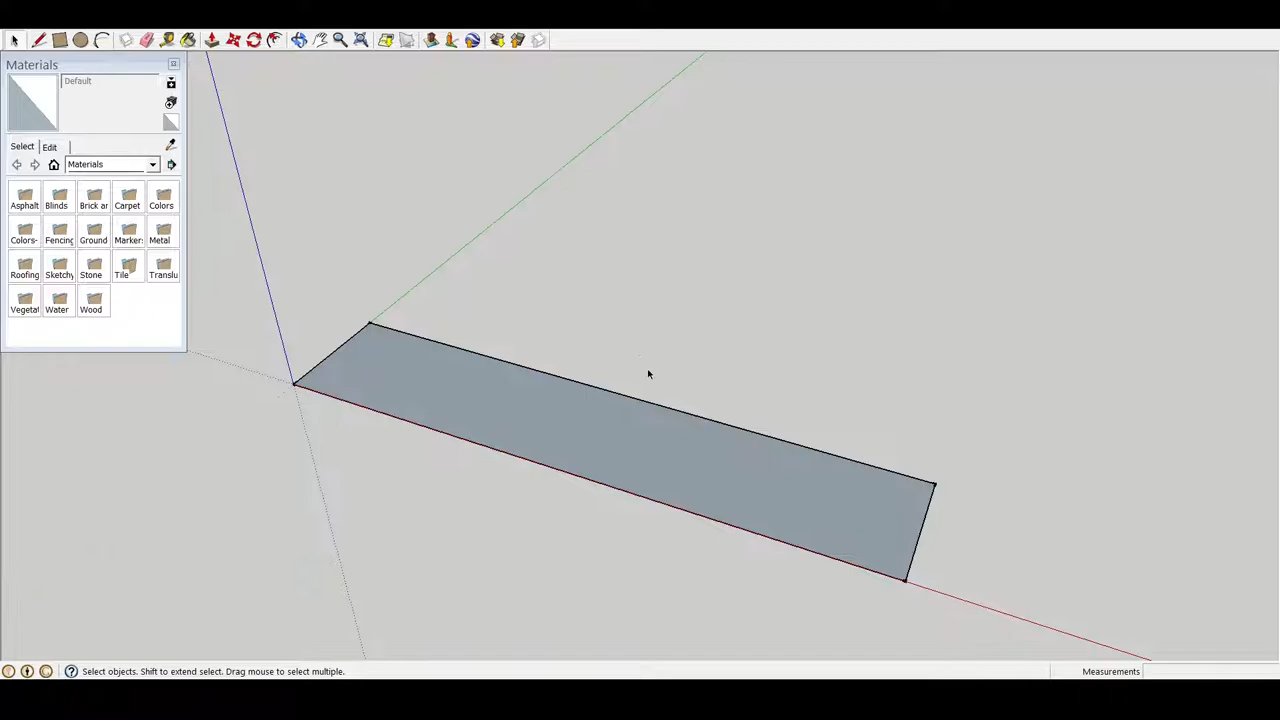 Materials
Default
Select Edit
Materials
Asphalt Blinds Brick ar Carpet Colors
Colors- Fencing Ground Marker Metal
Roofing Sketchy Stone Tile Translu
Vegetat Water Wood
Select objects. Shift to extend select. Drag mouse to select multiple.
Measurements